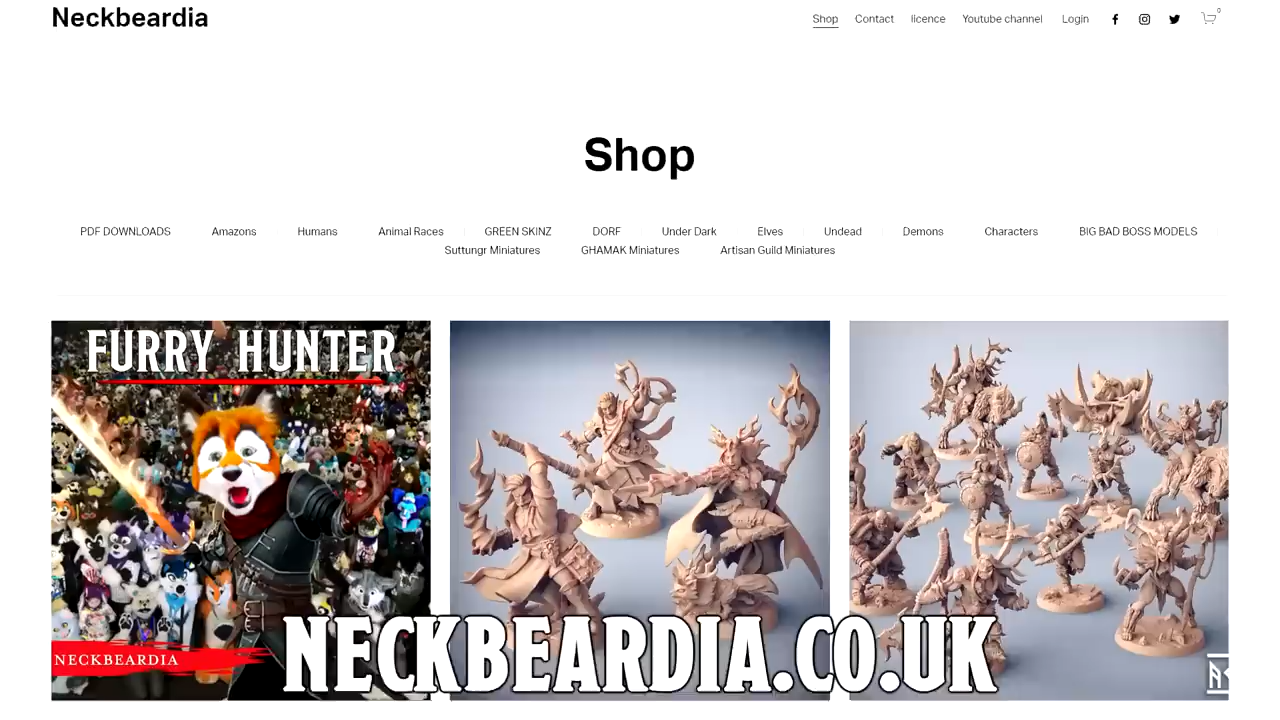 Neckbeardia
Shop Contact licence Youtube channel Login 0
Shop
PDF DOWNLOADS Amazons Humans Animal Races GREEN SKINZ DORF Under Dark Elves Undead Demons Characters BIG BAD BOSS MODELS
Suttungr Miniatures GHAMAK Miniatures Artisan Guild Miniatures
FURRY HUNTER
NECKBEARDIA
NECKBEARDIA.CO.UK